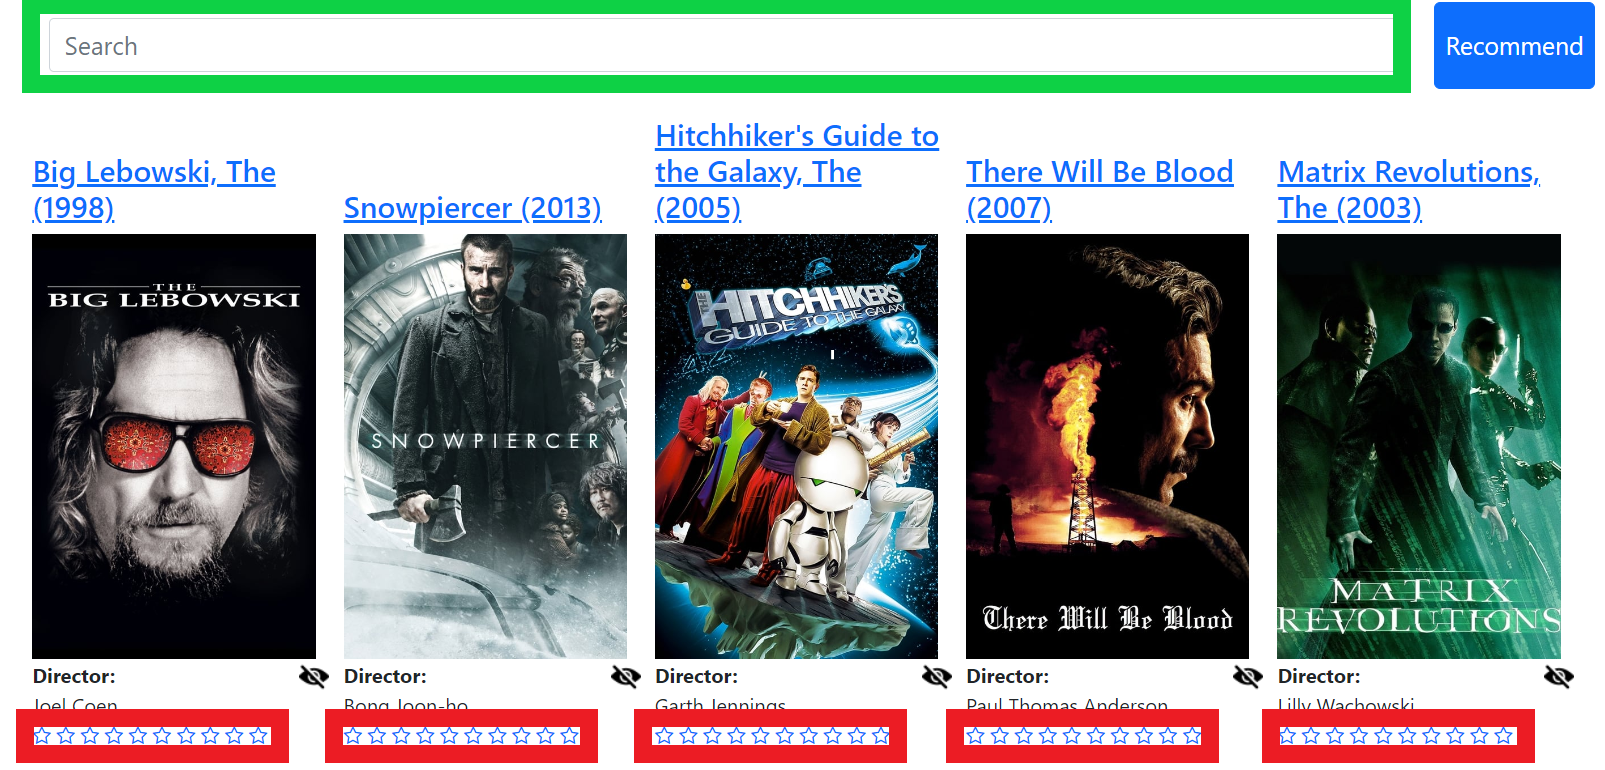 Search
Recommend
Big Lebowski, The
(1998)
Snowpiercer (2013)
Hitchhiker's Guide to
the Galaxy, The
(2005)
There Will Be Blood
(2007)
Matrix Revolutions,
The (2003)
THE
BIG LEBOWSKI
SNOWPIERCER
THE
HITCHHIKER'S
GUIDE TO THE GALAXY
There Will Be Blood
MATRIX
REVOLUTIONS
Director:
Joel Coen
Director:
Bong Joon-ho
Director:
Garth Jennings
Director:
Paul Thomas Anderson
Director:
Lilly Wachowski